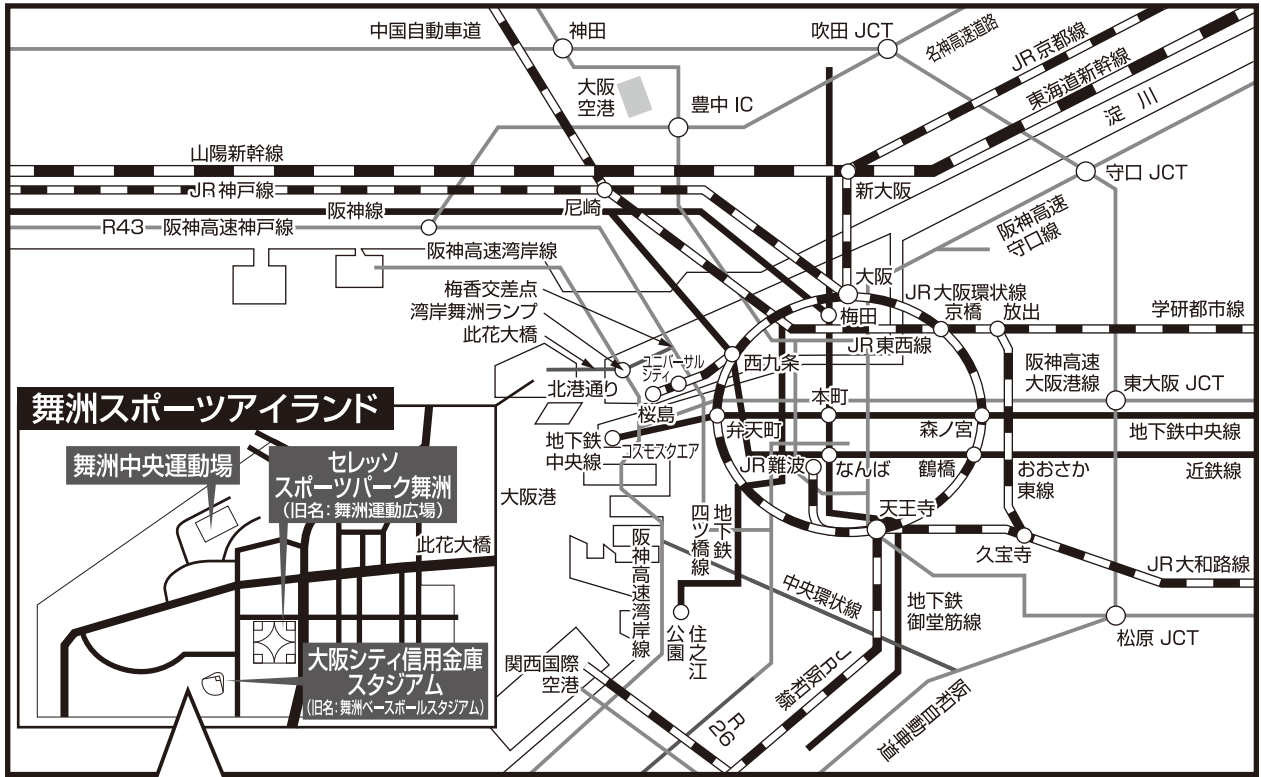 中国自動車道
神田
吹田 JCT
名神高速道路
JR京都線
東海道新幹線
淀川
大阪
空港
豊中 IC
山陽新幹線
新大阪
守口 JCT
JR神戸線
尼崎
阪神線
R43
阪神高速神戸線
阪神高速
守口線
阪神高速湾岸線
大阪
梅香交差点
湾岸舞洲ランプ
此花大橋
JR大阪環状線
京橋
放出
学研都市線
梅田
JR東西線
ユニバーサル
シティ
西九条
阪神高速
大阪港線
東大阪 JCT
北港通り
桜島
本町
弁天町
森ノ宮
地下鉄中央線
地下鉄
中央線
コスモスクエア
JR難波
なんば
鶴橋
おおさか
東線
近鉄線
大阪港
地下鉄
四ツ橋線
天王寺
久宝寺
JR大和路線
阪神高速湾岸線
中央環状線
地下鉄
御堂筋線
住之江
公園
松原 JCT
関西国際
空港
JR阪和線
R26
阪和自動車道
舞洲スポーツアイランド
舞洲中央運動場
セレッソ
スポーツパーク舞洲
(旧名:舞洲運動広場)
此花大橋
大阪シティ信用金庫
スタジアム
(旧名:舞洲ベースボールスタジアム)